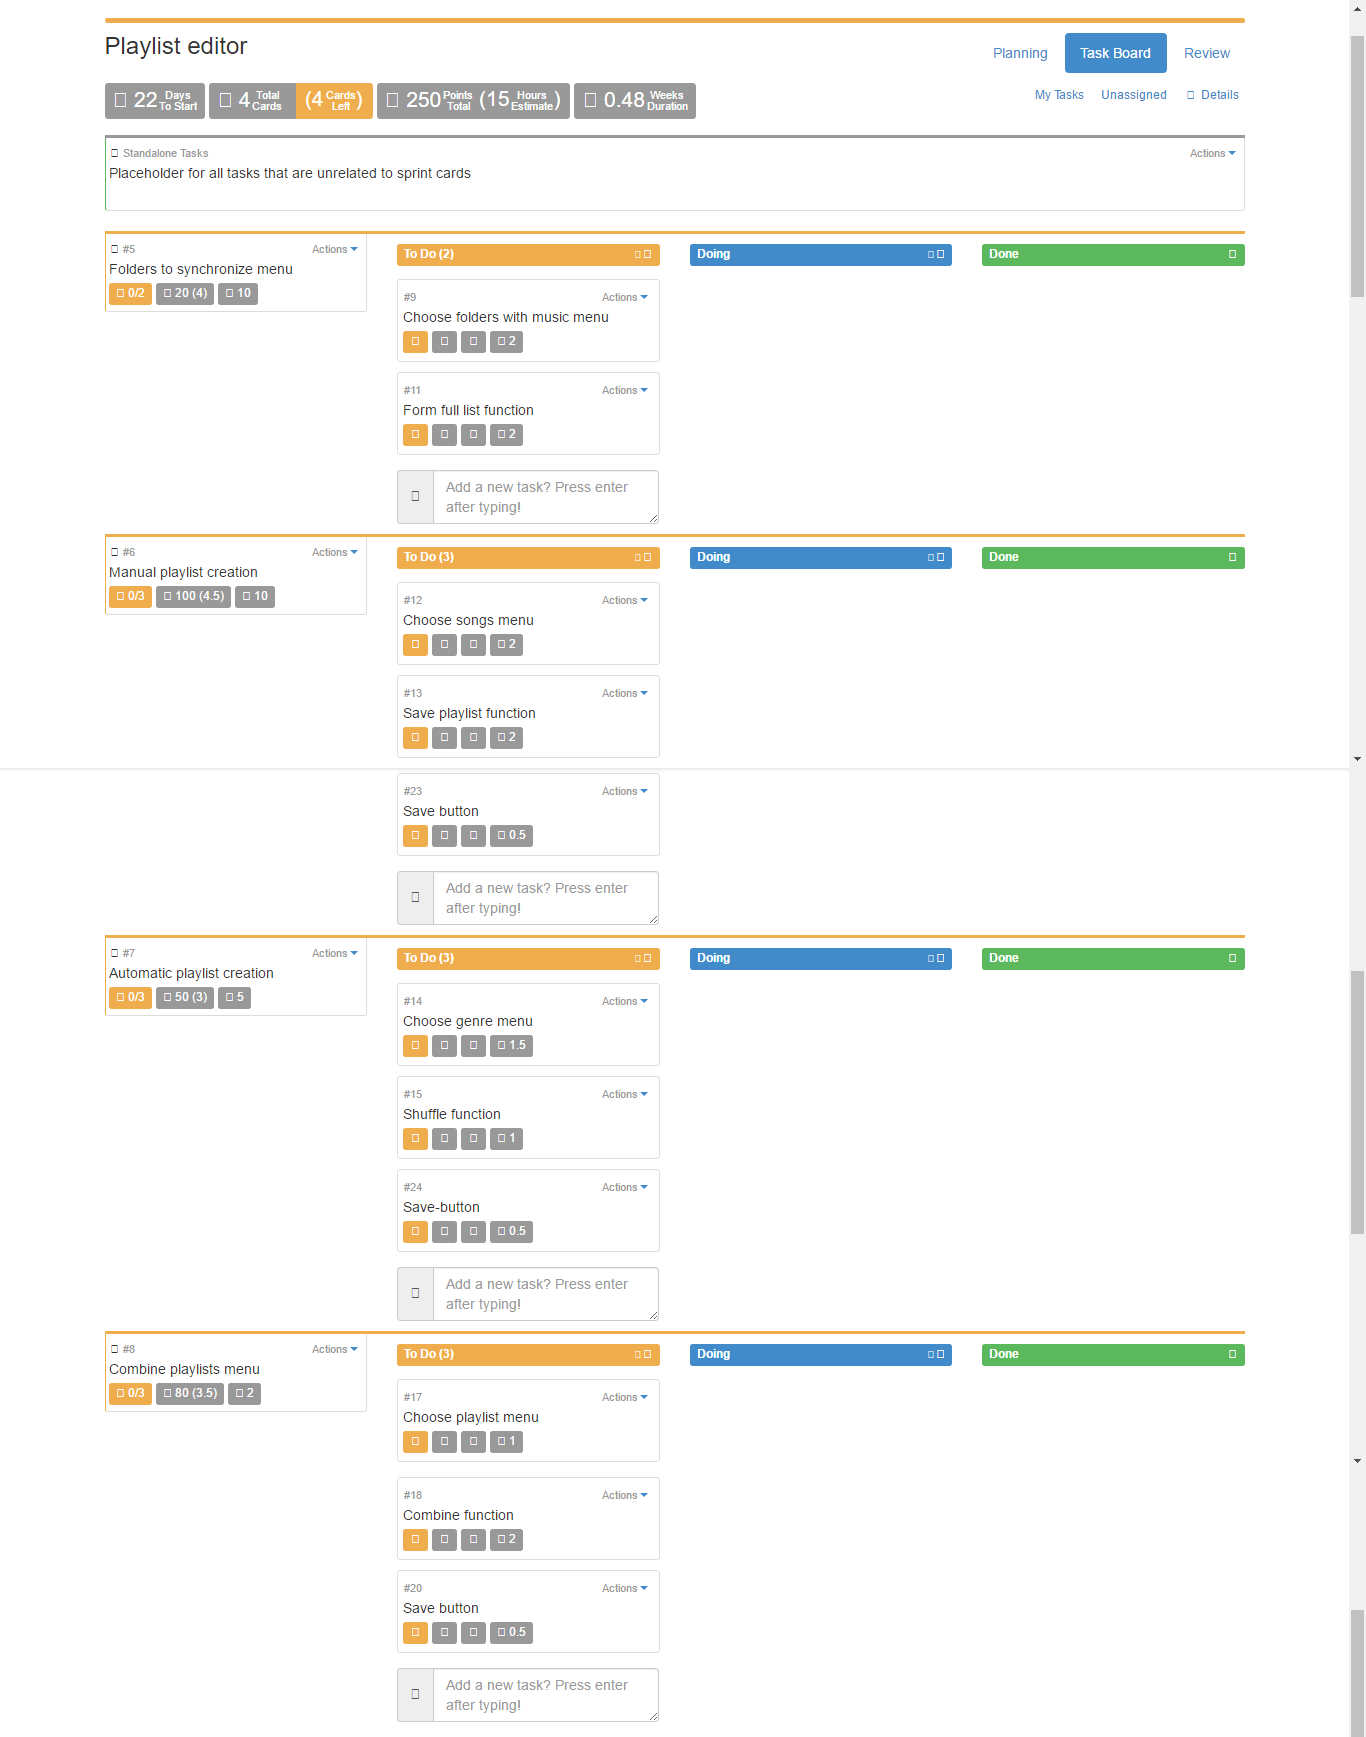 Playlist editor
Planning Task Board Review
22 Days To Start 4 Total Cards (4 Cards Left) 250 Points Total (15 Hours Estimate) 0.48 Weeks Duration
My Tasks Unassigned Details
Standalone Tasks Actions
Placeholder for all tasks that are unrelated to sprint cards
#5 Actions
Folders to synchronize menu
0/2 20 (4) 10
To Do (2) Doing Done
#9 Actions
Choose folders with music menu
2
#11 Actions
Form full list function
2
Add a new task? Press enter
after typing!
#6 Actions
Manual playlist creation
0/3 100 (4.5) 10
To Do (3) Doing Done
#12 Actions
Choose songs menu
2
#13 Actions
Save playlist function
2
#23 Actions
Save button
0.5
Add a new task? Press enter
after typing!
#7 Actions
Automatic playlist creation
0/3 50 (3) 5
To Do (3) Doing Done
#14 Actions
Choose genre menu
1.5
#15 Actions
Shuffle function
1
#24 Actions
Save-button
0.5
Add a new task? Press enter
after typing!
#8 Actions
Combine playlists menu
0/3 80 (3.5) 2
To Do (3) Doing Done
#17 Actions
Choose playlist menu
1
#18 Actions
Combine function
2
#20 Actions
Save button
0.5
Add a new task? Press enter
after typing!